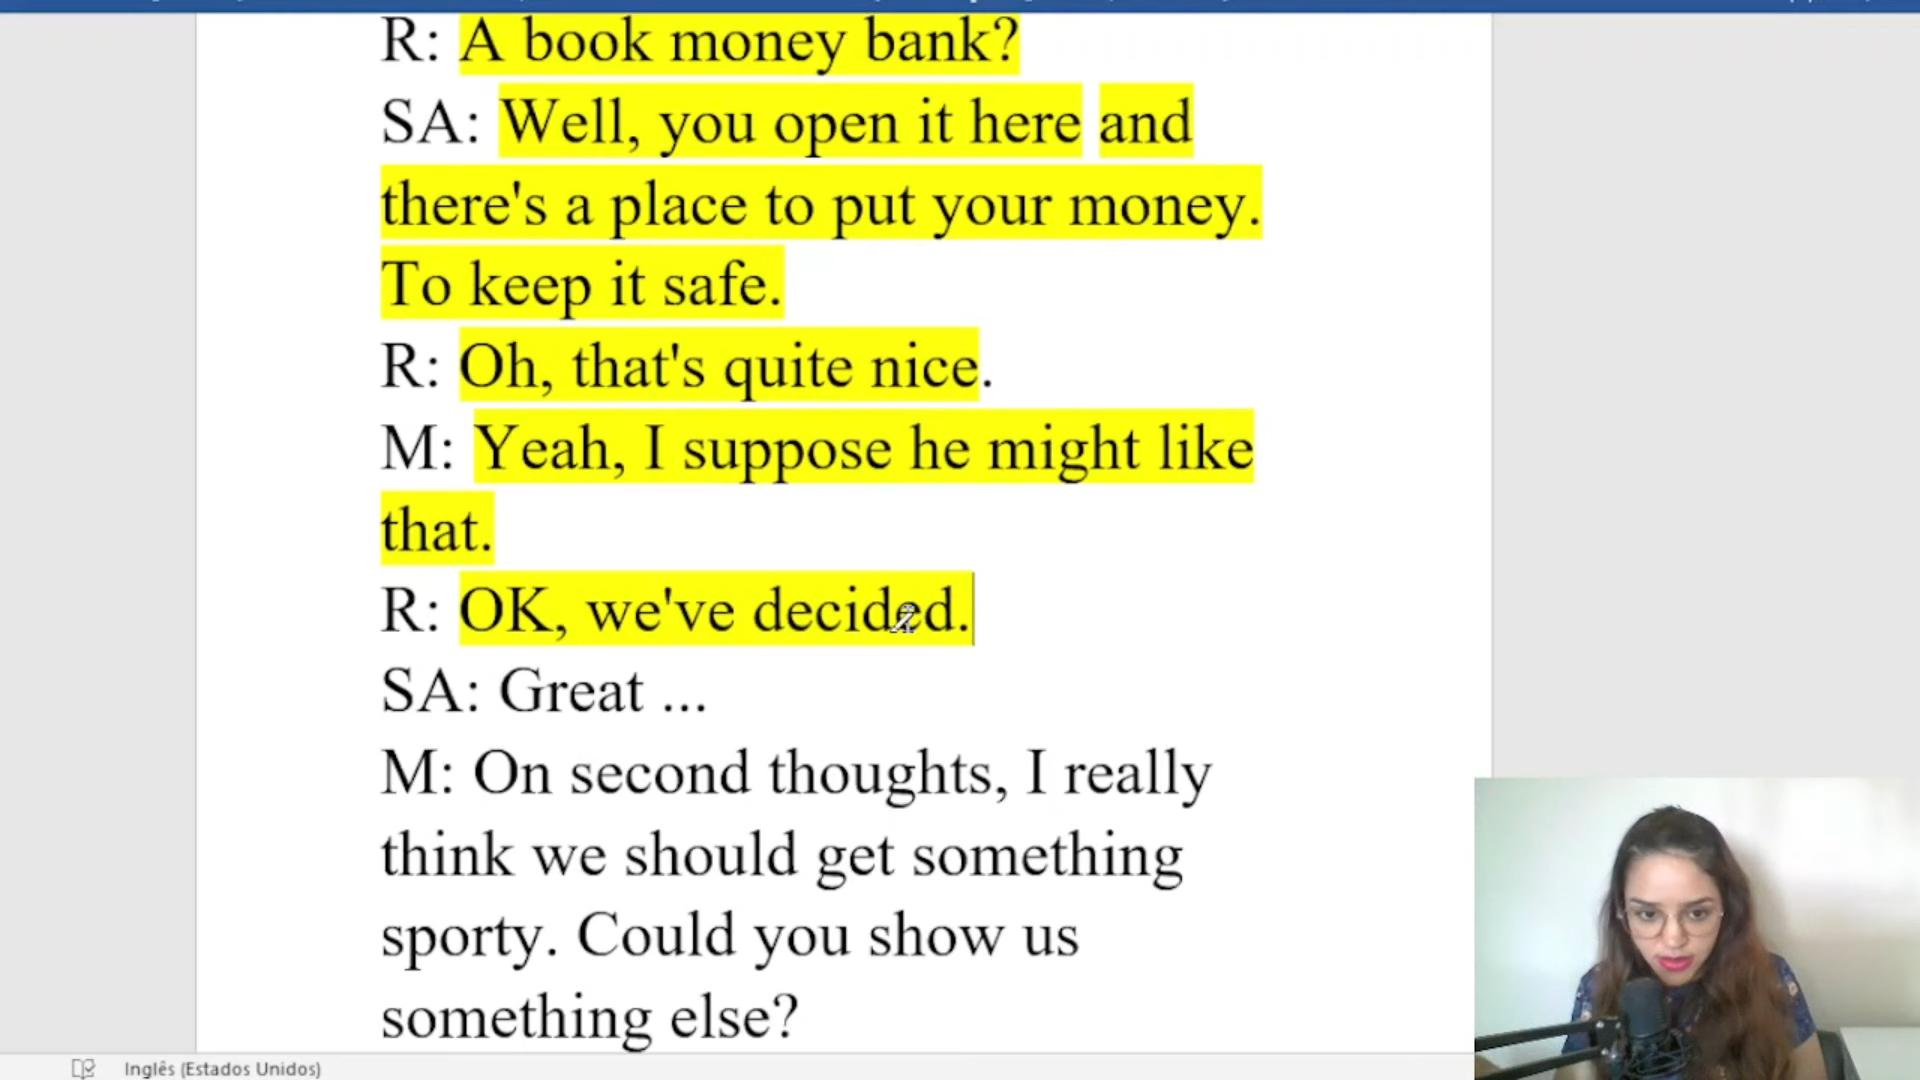 R: A book money bank?
SA: Well, you open it here and
there's a place to put your money.
To keep it safe.
R: Oh, that's quite nice.
M: Yeah, I suppose he might like
that.
R: OK, we've decided.
SA: Great ...
M: On second thoughts, I really
think we should get something
sporty. Could you show us
something else?
Inglês (Estados Unidos)